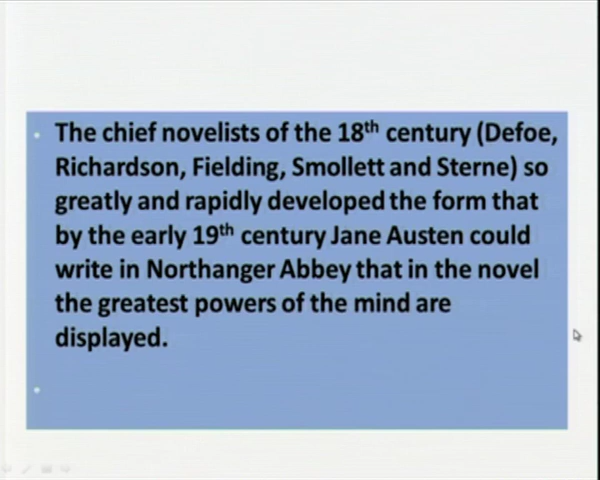 The chief novelists of the 18th century (Defoe,
Richardson, Fielding, Smollett and Sterne) so
greatly and rapidly developed the form that
by the early 19th century Jane Austen could
write in Northanger Abbey that in the novel
the greatest powers of the mind are
displayed.